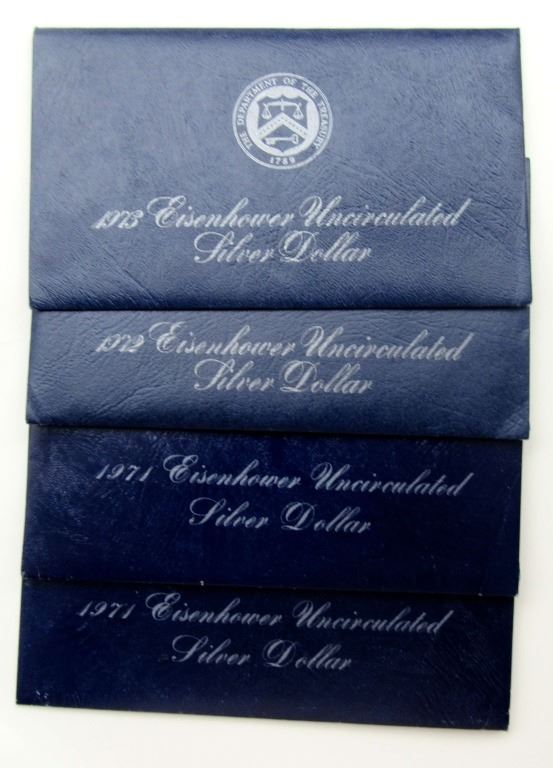 THE DEPARTMENT OF THE TREASURY
1789
1973 Eisenhower Uncirculated
Silver Dollar
1972 Eisenhower Uncirculated
Silver Dollar
1971 Eisenhower Uncirculated
Silver Dollar
1971 Eisenhower Uncirculated
Silver Dollar